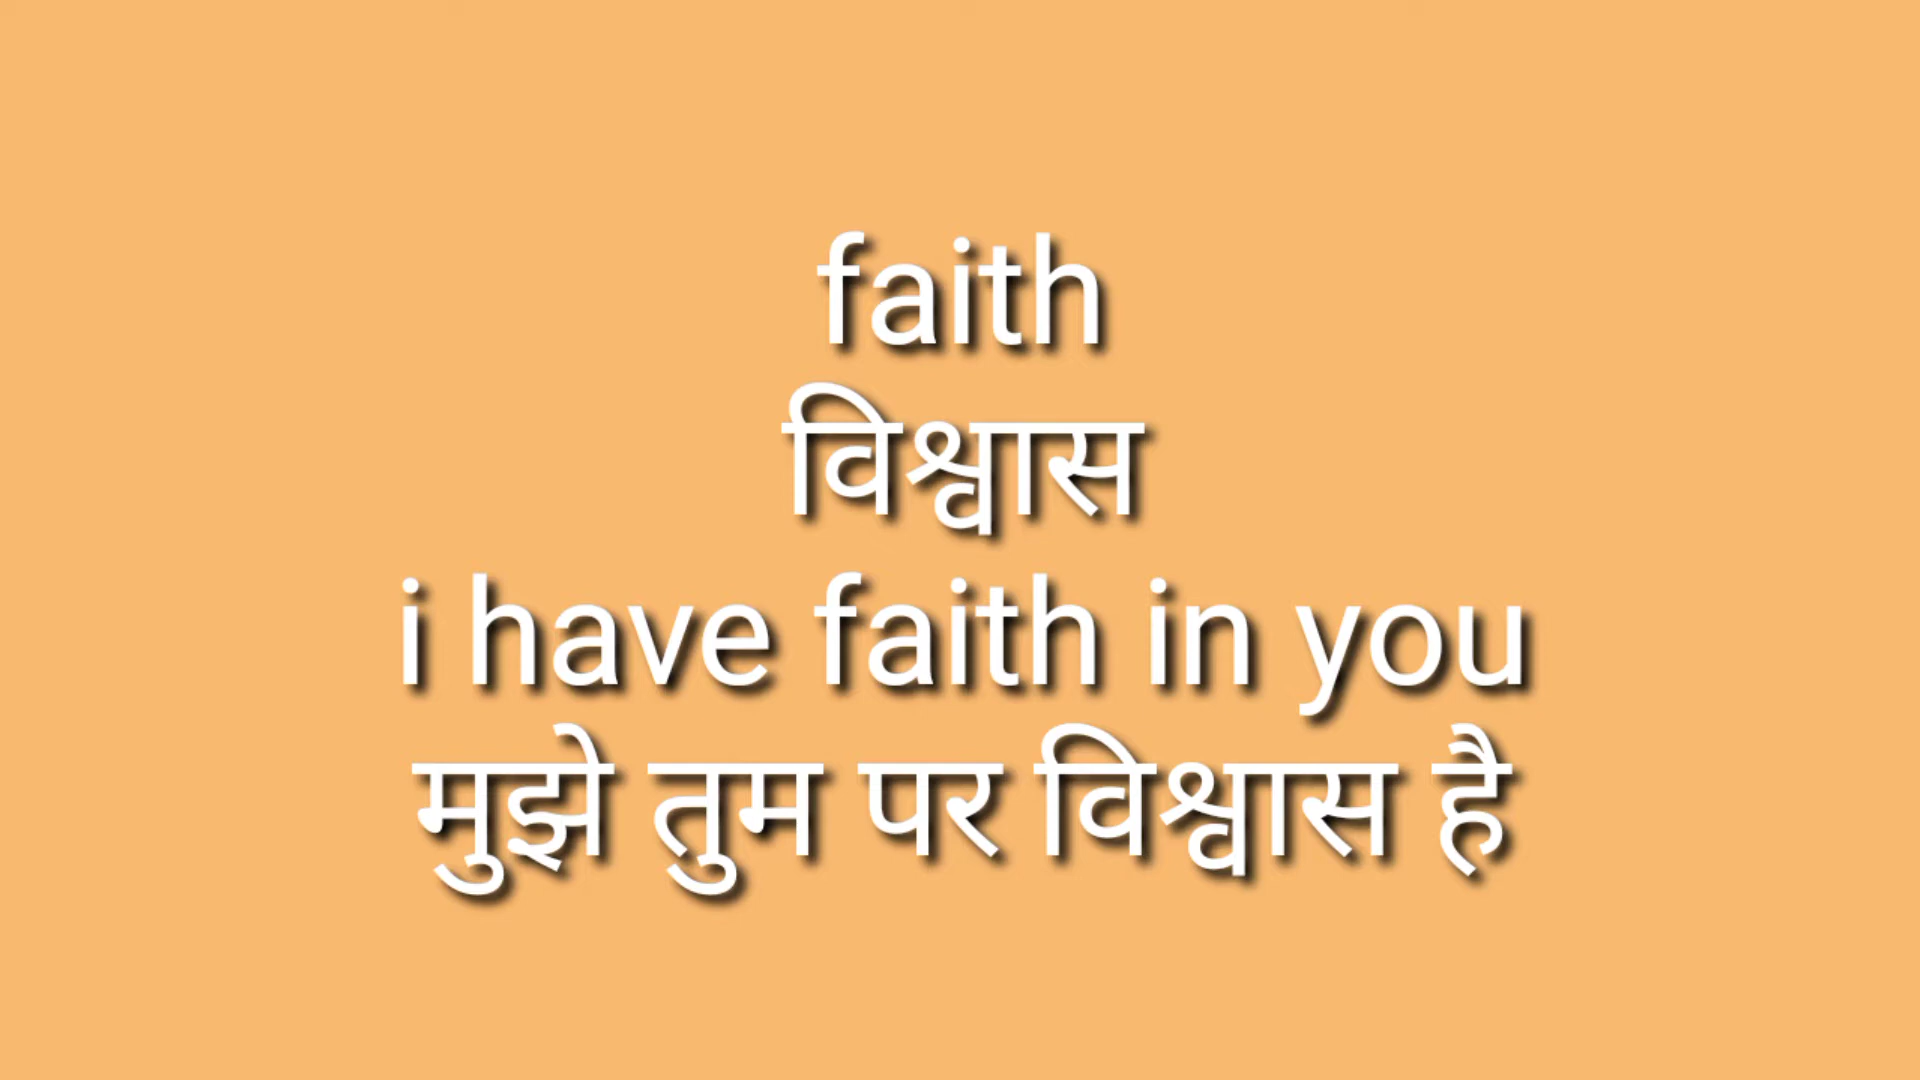 faith
विश्वास
i have faith in you
मुझे तुम पर विश्वास है